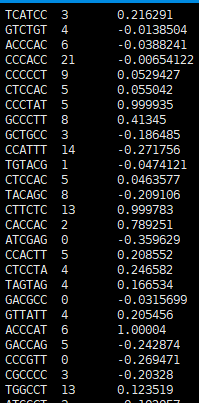 TCATCC 3 0.216291
GTCTGT 4 -0.0138504
ACCCAC 6 -0.0388241
CCCACC 21 -0.00654122
CCCCCT 9 0.0529427
CTCCAC 5 0.055042
CCCTAT 5 0.999935
GCCCTT 8 0.41345
GCTGCC 3 -0.186485
CCATTT 14 -0.271756
TGTACG 1 -0.0474121
CTCCAC 5 0.0463577
TACAGC 8 -0.209106
CTTCTC 13 0.999783
CACCAC 2 0.789251
ATCGAG 0 -0.359629
CCACTT 5 0.208552
CTCCTA 4 0.246582
TAGTAG 4 0.166534
GACGCC 0 -0.0315699
GTTATT 4 0.205456
ACCCAT 6 1.00004
GACCAG 5 -0.242874
CCCGTT 0 -0.269471
CGCCCC 3 -0.20328
TGGCCT 13 0.123519